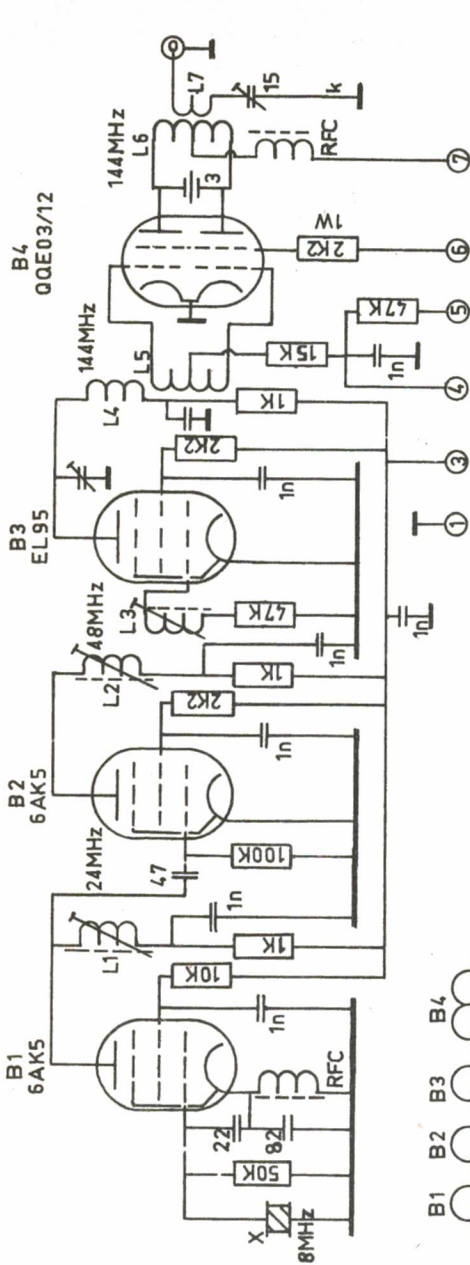 B1
6AK5
B2
6AK5
B3
EL95
B4
QQE03/12
24MHz
48MHz
144MHz
144MHz
L1
L2
L3
L4
L5
L6
L7
X
8MHz
50K
22
82
RFC
1n
10K
1K
1n
47
100K
1n
2K2
1K
1n
47K
1n
2K2
1K
15K
1n
47K
2K2
1W
3
RFC
15
k
1n
1
3
4
5
6
7
B1
B2
B3
B4